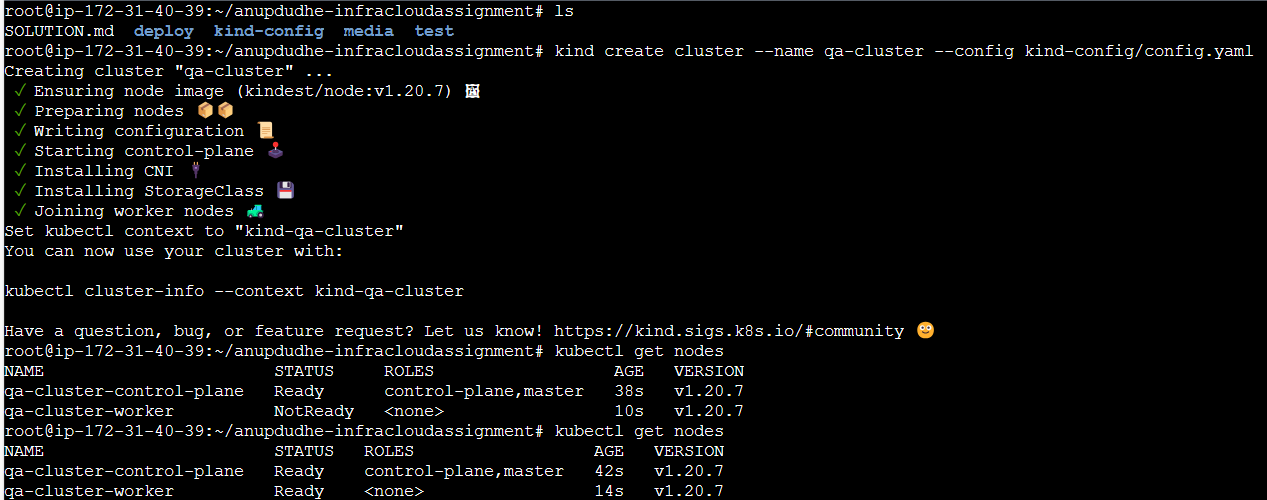 root@ip-172-31-40-39:~/anupdudhe-infracloudassignment# ls
SOLUTION.md  deploy  kind-config  media  test
root@ip-172-31-40-39:~/anupdudhe-infracloudassignment# kind create cluster --name qa-cluster --config kind-config/config.yaml
Creating cluster "qa-cluster" ...
 ✓ Ensuring node image (kindest/node:v1.20.7) 🖼
 ✓ Preparing nodes 📦📦
 ✓ Writing configuration 📜
 ✓ Starting control-plane 🕹️
 ✓ Installing CNI 🔌
 ✓ Installing StorageClass 💾
 ✓ Joining worker nodes 🚜
Set kubectl context to "kind-qa-cluster"
You can now use your cluster with:

kubectl cluster-info --context kind-qa-cluster

Have a question, bug, or feature request? Let us know! https://kind.sigs.k8s.io/#community 🙂
root@ip-172-31-40-39:~/anupdudhe-infracloudassignment# kubectl get nodes
NAME                       STATUS     ROLES                  AGE   VERSION
qa-cluster-control-plane   Ready      control-plane,master   38s   v1.20.7
qa-cluster-worker          NotReady   <none>                 10s   v1.20.7
root@ip-172-31-40-39:~/anupdudhe-infracloudassignment# kubectl get nodes
NAME                       STATUS   ROLES                  AGE   VERSION
qa-cluster-control-plane   Ready    control-plane,master   42s   v1.20.7
qa-cluster-worker          Ready    <none>                 14s   v1.20.7